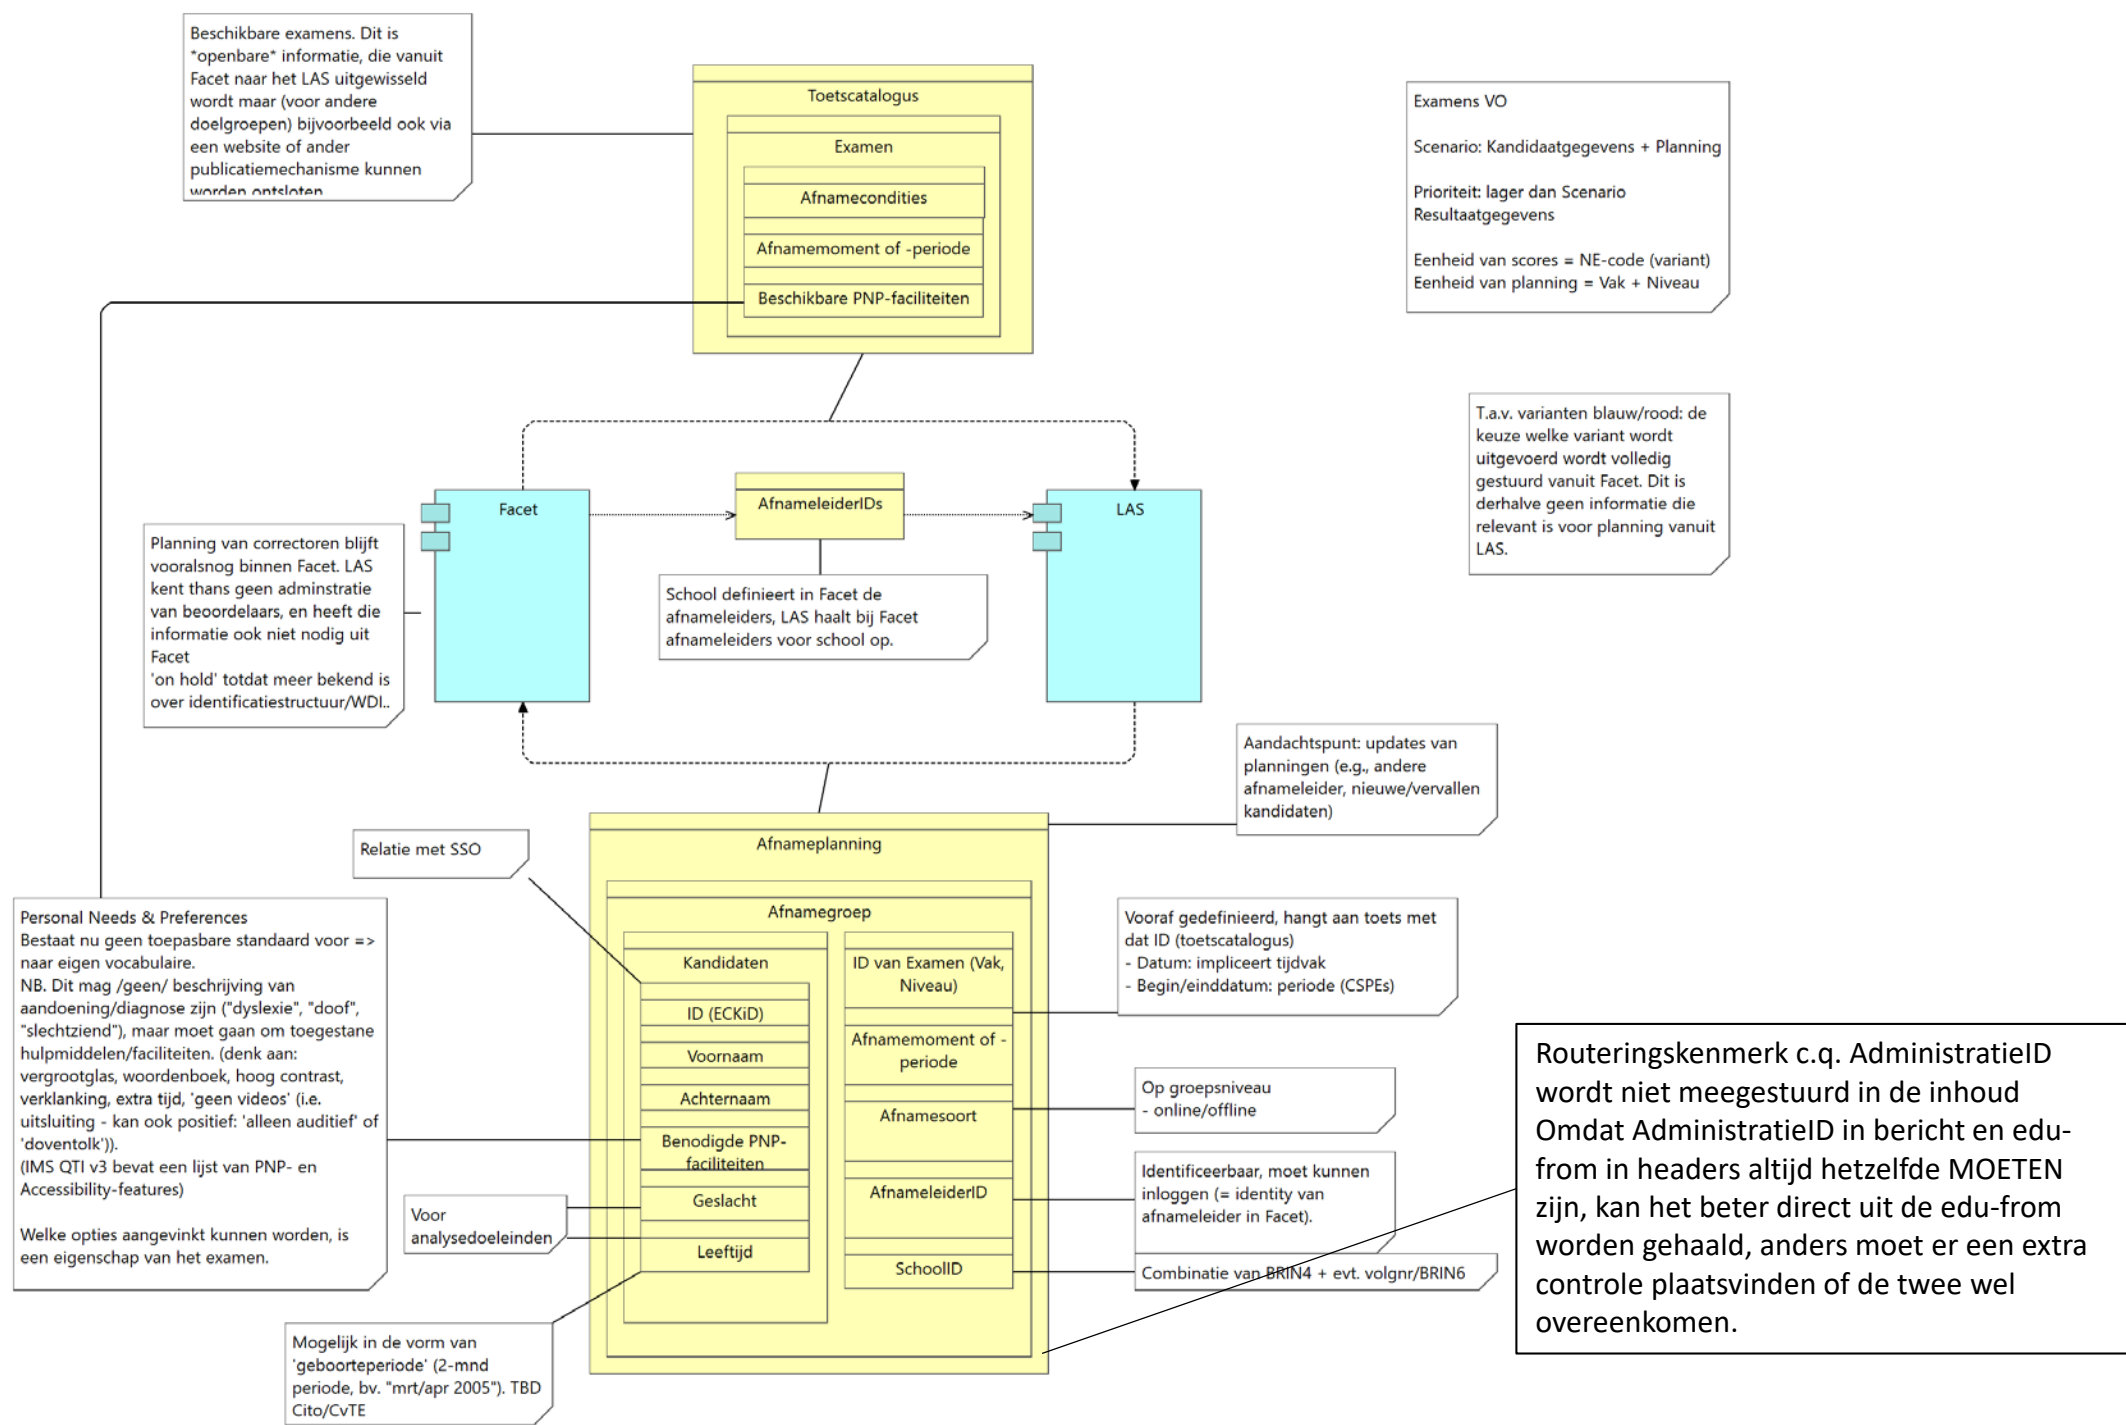 Beschikbare examens. Dit is
*openbare* informatie, die vanuit
Facet naar het LAS uitgewisseld
wordt maar (voor andere
doelgroepen) bijvoorbeeld ook via
een website of ander
publicatiemechanisme kunnen
worden ontsloten
Toetscatalogus
Examen
Afnamecondities
Afnamemoment of -periode
Beschikbare PNP-faciliteiten
Examens VO
Scenario: Kandidaatgegevens + Planning
Prioriteit: lager dan Scenario
Resultaatgegevens
Eenheid van scores = NE-code (variant)
Eenheid van planning = Vak + Niveau
T.a.v. varianten blauw/rood: de
keuze welke variant wordt
uitgevoerd wordt volledig
gestuurd vanuit Facet. Dit is
derhalve geen informatie die
relevant is voor planning vanuit
LAS.
Facet
AfnameleiderIDs
LAS
Planning van correctoren blijft
vooralsnog binnen Facet. LAS
kent thans geen adminstratie
van beoordelaars, en heeft die
informatie ook niet nodig uit
Facet
'on hold' totdat meer bekend is
over identificatiestructuur/WDI..
School definieert in Facet de
afnameleiders, LAS haalt bij Facet
afnameleiders voor school op.
Aandachtspunt: updates van
planningen (e.g., andere
afnameleider, nieuwe/vervallen
kandidaten)
Relatie met SSO
Afnameplanning
Afnamegroep
Kandidaten
ID (ECKiD)
Voornaam
Achternaam
Benodigde PNP-
faciliteiten
Geslacht
Leeftijd
ID van Examen (Vak,
Niveau)
Afnamemoment of -
periode
Afnamesoort
AfnameleiderID
SchoolID
Personal Needs & Preferences
Bestaat nu geen toepasbare standaard voor =>
naar eigen vocabulaire.
NB. Dit mag /geen/ beschrijving van
aandoening/diagnose zijn ("dyslexie", "doof",
"slechtziend"), maar moet gaan om toegestane
hulpmiddelen/faciliteiten. (denk aan:
vergrootglas, woordenboek, hoog contrast,
verklanking, extra tijd, 'geen videos' (i.e.
uitsluiting - kan ook positief: 'alleen auditief' of
'doventolk')).
(IMS QTI v3 bevat een lijst van PNP- en
Accessibility-features)
Welke opties aangevinkt kunnen worden, is
een eigenschap van het examen.
Voor
analysedoeleinden
Mogelijk in de vorm van
'geboorteperiode' (2-mnd
periode, bv. "mrt/apr 2005"). TBD
Cito/CvTE
Vooraf gedefinieerd, hangt aan toets met
dat ID (toetscatalogus)
- Datum: impliceert tijdvak
- Begin/einddatum: periode (CSPEs)
Op groepsniveau
- online/offline
Identificeerbaar, moet kunnen
inloggen (= identity van
afnameleider in Facet).
Combinatie van BRIN4 + evt. volgnr/BRIN6
Routeringskenmerk c.q. AdministratieID
wordt niet meegestuurd in de inhoud
Omdat AdministratieID in bericht en edu-
from in headers altijd hetzelfde MOETEN
zijn, kan het beter direct uit de edu-from
worden gehaald, anders moet er een extra
controle plaatsvinden of de twee wel
overeenkomen.